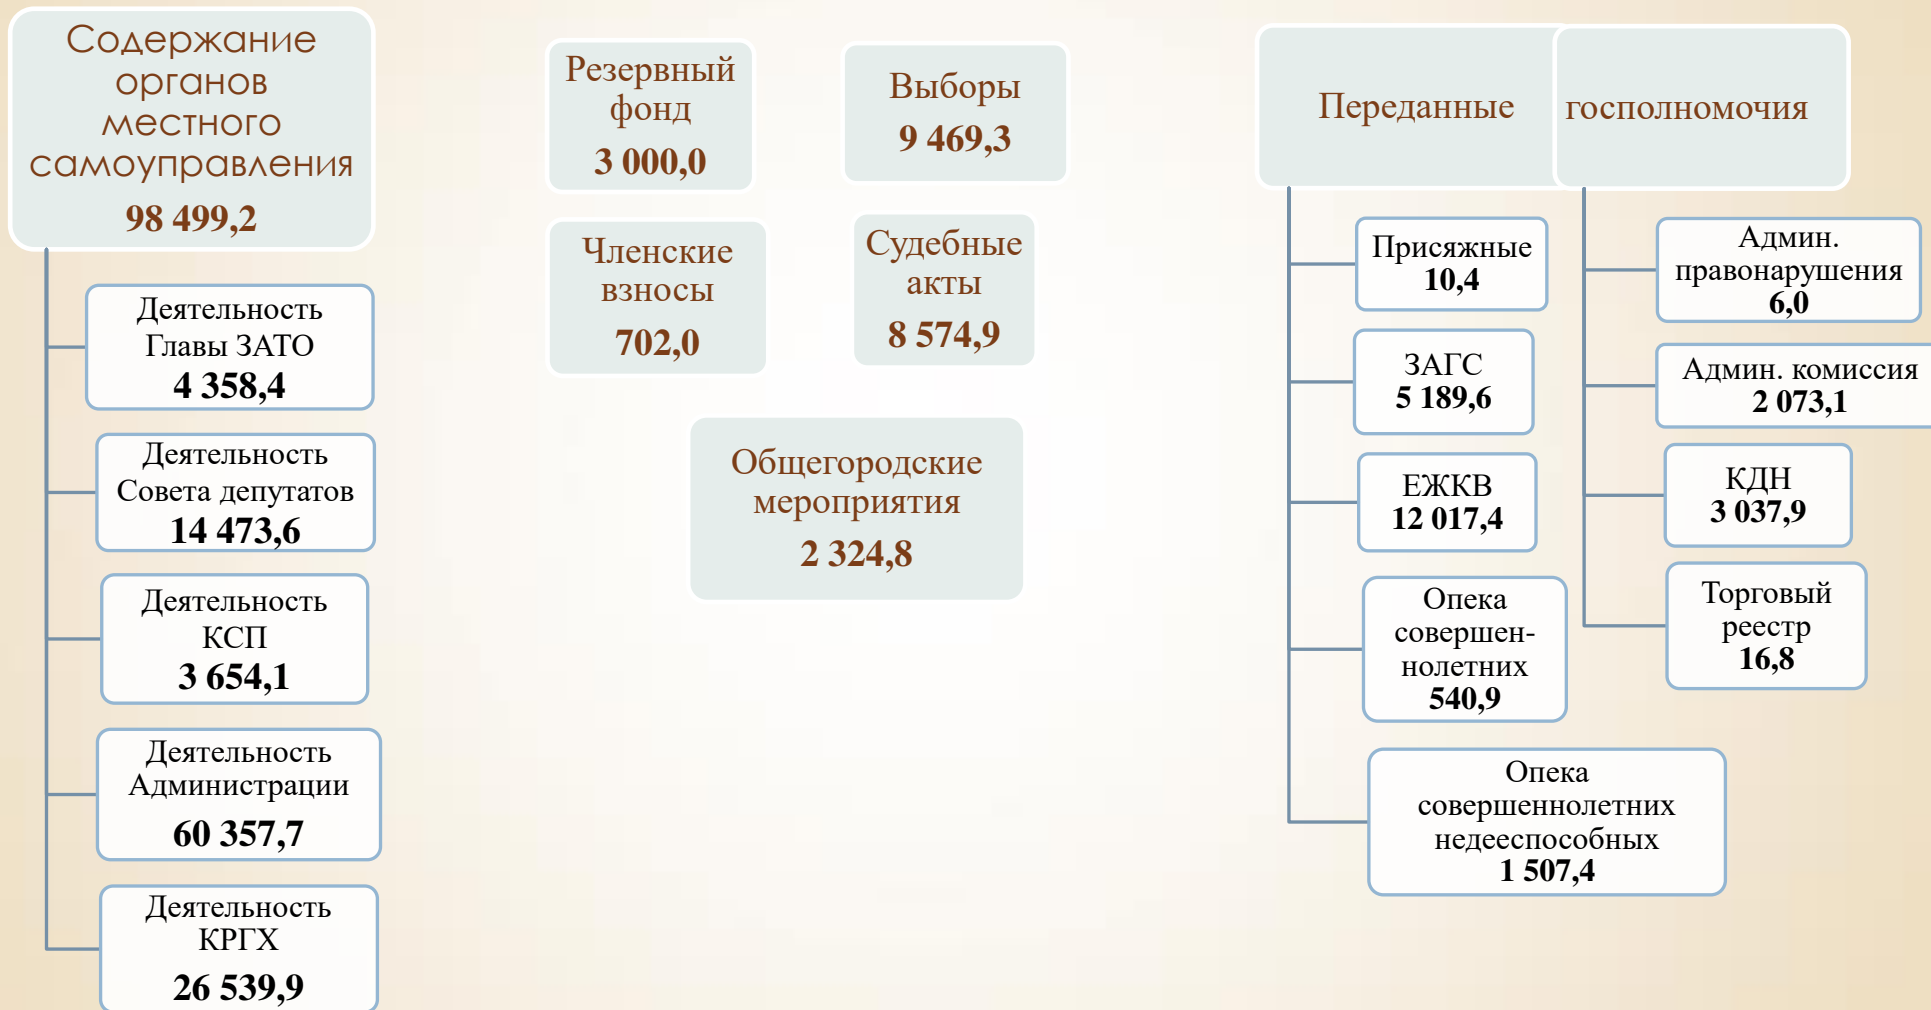 Содержание
органов
местного
самоуправления
98 499,2
Деятельность
Главы ЗАТО
4 358,4
Деятельность
Совета депутатов
14 473,6
Деятельность
КСП
3 654,1
Деятельность
Администрации
60 357,7
Деятельность
КРГХ
26 539,9
Резервный
фонд
3 000,0
Выборы
9 469,3
Членские
взносы
702,0
Судебные
акты
8 574,9
Общегородские
мероприятия
2 324,8
Переданные госполномочия
Присяжные
10,4
ЗАГС
5 189,6
ЕЖКВ
12 017,4
Опека
совершен-
нолетних
540,9
Опека
совершеннолетних
недееспособных
1 507,4
Админ.
правонарушения
6,0
Админ. комиссия
2 073,1
КДН
3 037,9
Торговый
реестр
16,8